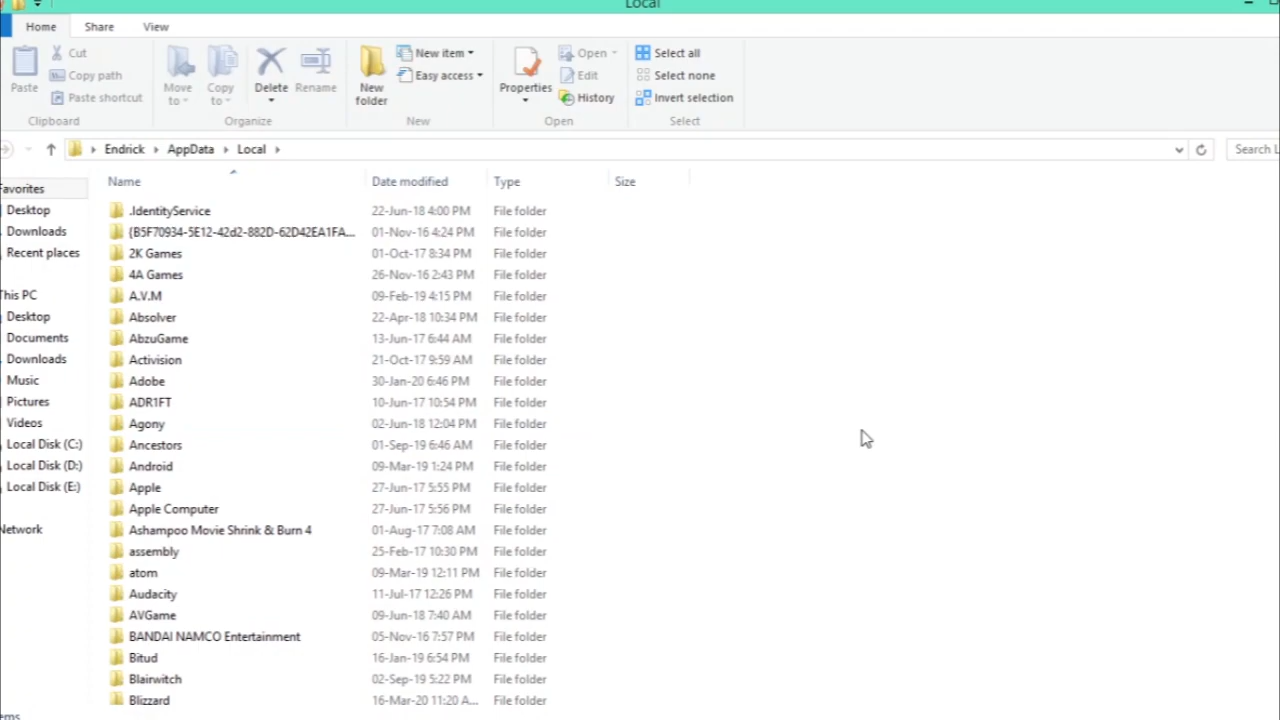 Local
Home Share View
Cut
Copy path
Paste shortcut
Paste
Clipboard
Move to
Copy to
Delete
Rename
Organize
New folder
New item
Easy access
New
Properties
Open
Edit
History
Open
Select all
Select none
Invert selection
Select
Endrick AppData Local
Search L
Name Date modified Type Size
Favorites
Desktop
Downloads
Recent places
This PC
Desktop
Documents
Downloads
Music
Pictures
Videos
Local Disk (C:)
Local Disk (D:)
Local Disk (E:)
Network
.IdentityService 22-Jun-18 4:00 PM File folder
{B5F70934-5E12-42d2-882D-62D42EA1FA... 01-Nov-16 4:24 PM File folder
2K Games 01-Oct-17 8:34 PM File folder
4A Games 26-Nov-16 2:43 PM File folder
A.V.M 09-Feb-19 4:15 PM File folder
Absolver 22-Apr-18 10:34 PM File folder
AbzuGame 13-Jun-17 6:44 AM File folder
Activision 21-Oct-17 9:59 AM File folder
Adobe 30-Jan-20 6:46 PM File folder
ADR1FT 10-Jun-17 10:54 PM File folder
Agony 02-Jun-18 12:04 PM File folder
Ancestors 01-Sep-19 6:46 AM File folder
Android 09-Mar-19 1:24 PM File folder
Apple 27-Jun-17 5:55 PM File folder
Apple Computer 27-Jun-17 5:56 PM File folder
Ashampoo Movie Shrink & Burn 4 01-Aug-17 7:08 AM File folder
assembly 25-Feb-17 10:30 PM File folder
atom 09-Mar-19 12:11 PM File folder
Audacity 11-Jul-17 12:26 PM File folder
AVGame 09-Jun-18 7:40 AM File folder
BANDAI NAMCO Entertainment 05-Nov-16 7:57 PM File folder
Bitud 16-Jan-19 6:54 PM File folder
Blairwitch 02-Sep-19 5:22 PM File folder
Blizzard 16-Mar-20 11:20 A... File folder
ems